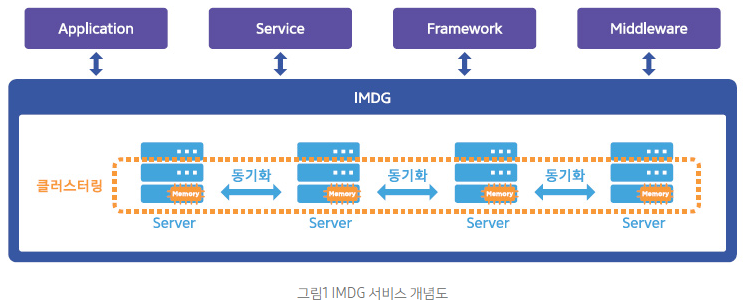 Application Service Framework Middleware
IMDG
클러스터링
동기화 동기화 동기화
Memory Memory Memory Memory
Server Server Server Server
그림1 IMDG 서비스 개념도